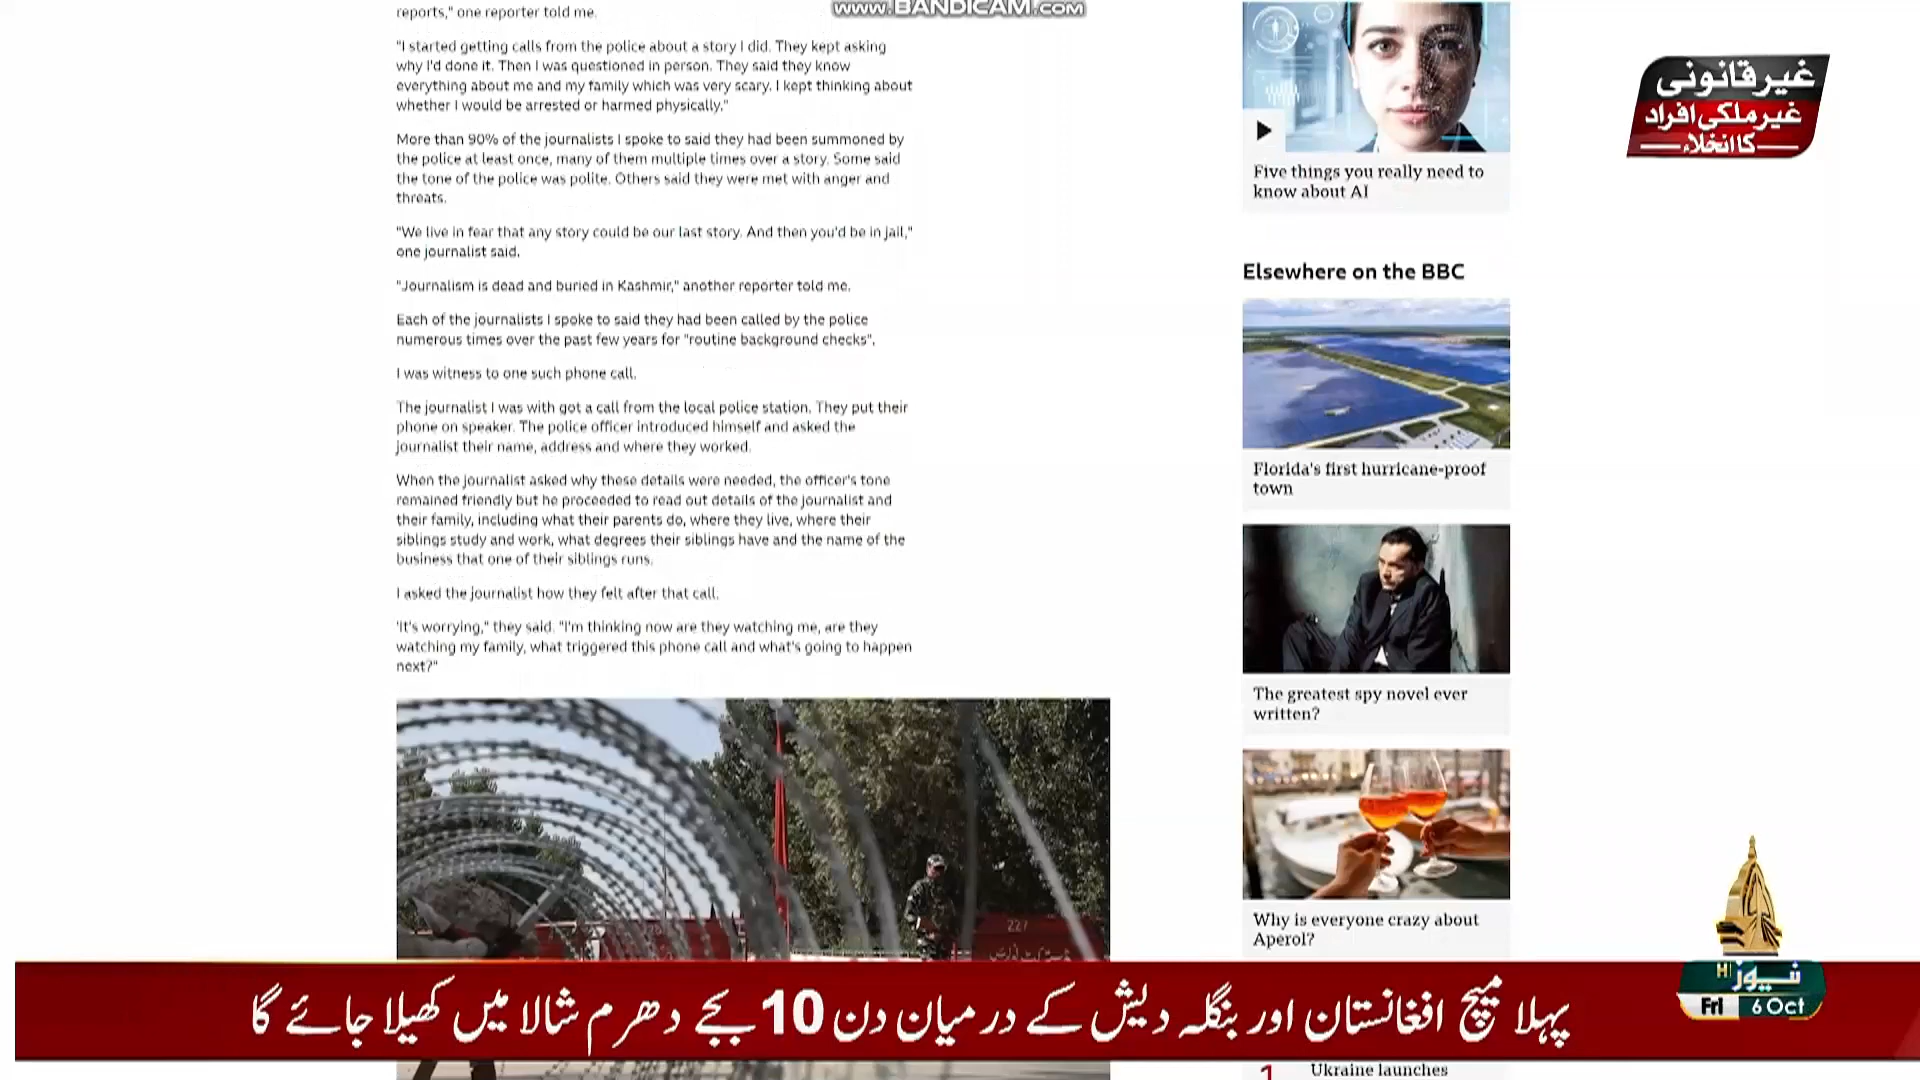 www.BANDICAM.com
reports," one reporter told me.
"I started getting calls from the police about a story I did. They kept asking
why I'd done it. Then I was questioned in person. They said they know
everything about me and my family which was very scary. I kept thinking about
whether I would be arrested or harmed physically."
More than 90% of the journalists I spoke to said they had been summoned by
the police at least once, many of them multiple times over a story. Some said
the tone of the police was polite. Others said they were met with anger and
threats.
"We live in fear that any story could be our last story. And then you'd be in jail,"
one journalist said.
"Journalism is dead and buried in Kashmir," another reporter told me.
Each of the journalists I spoke to said they had been called by the police
numerous times over the past few years for "routine background checks".
I was witness to one such phone call.
The journalist I was with got a call from the local police station. They put their
phone on speaker. The police officer introduced himself and asked the
journalist their name, address and where they worked.
When the journalist asked why these details were needed, the officer's tone
remained friendly but he proceeded to read out details of the journalist and
their family, including what their parents do, where they live, where their
siblings study and work, what degrees their siblings have and the name of the
business that one of their siblings runs.
I asked the journalist how they felt after that call.
'It's worrying," they said. "I'm thinking now are they watching me, are they
watching my family, what triggered this phone call and what's going to happen
next?"
227
Five things you really need to
know about AI
Elsewhere on the BBC
Florida's first hurricane-proof
town
The greatest spy novel ever
written?
Why is everyone crazy about
Aperol?
1 Ukraine launches
غیرقانونی
غیرملکی افراد
کا انخلاء
نیوز H
Fri 6 Oct
پہلا میچ افغانستان اور بنگلہ دیش کے درمیان دن 10 بجے دھرم شالا میں کھیلا جائے گا